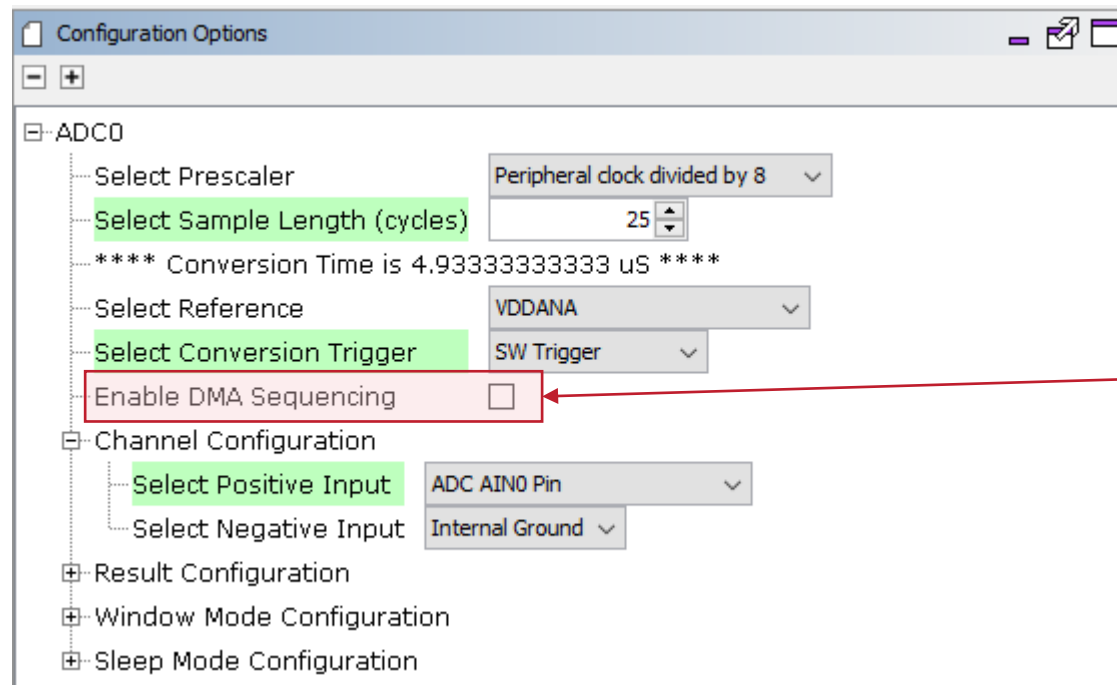 Configuration Options
ADC0
Select Prescaler Peripheral clock divided by 8
Select Sample Length (cycles) 25
**** Conversion Time is 4.93333333333 uS ****
Select Reference VDDANA
Select Conversion Trigger SW Trigger
Enable DMA Sequencing
Channel Configuration
Select Positive Input ADC AIN0 Pin
Select Negative Input Internal Ground
Result Configuration
Window Mode Configuration
Sleep Mode Configuration